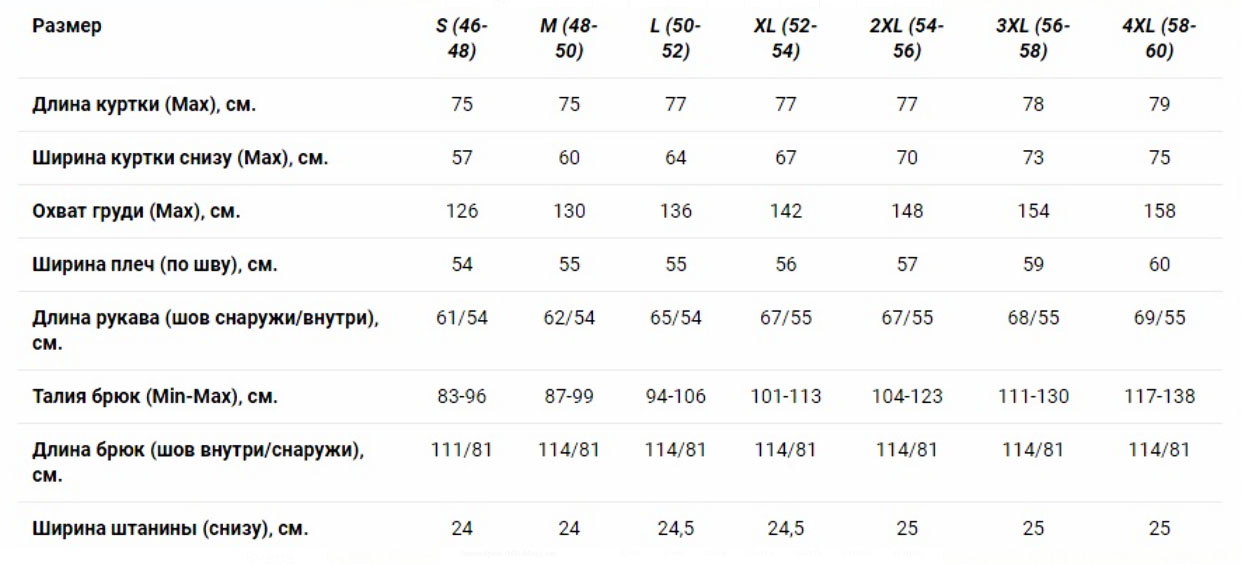 Размер S (46- M (48- L (50- XL (52- 2XL (54- 3XL (56- 4XL (58-
48) 50) 52) 54) 56) 58) 60)
Длина куртки (Max), см. 75 75 77 77 77 78 79
Ширина куртки снизу (Max), см. 57 60 64 67 70 73 75
Охват груди (Max), см. 126 130 136 142 148 154 158
Ширина плеч (по шву), см. 54 55 55 56 57 59 60
Длина рукава (шов снаружи/внутри), 61/54 62/54 65/54 67/55 67/55 68/55 69/55
см.
Талия брюк (Min-Max), см. 83-96 87-99 94-106 101-113 104-123 111-130 117-138
Длина брюк (шов внутри/снаружи), 111/81 114/81 114/81 114/81 114/81 114/81 114/81
см.
Ширина штанины (снизу), см. 24 24 24,5 24,5 25 25 25